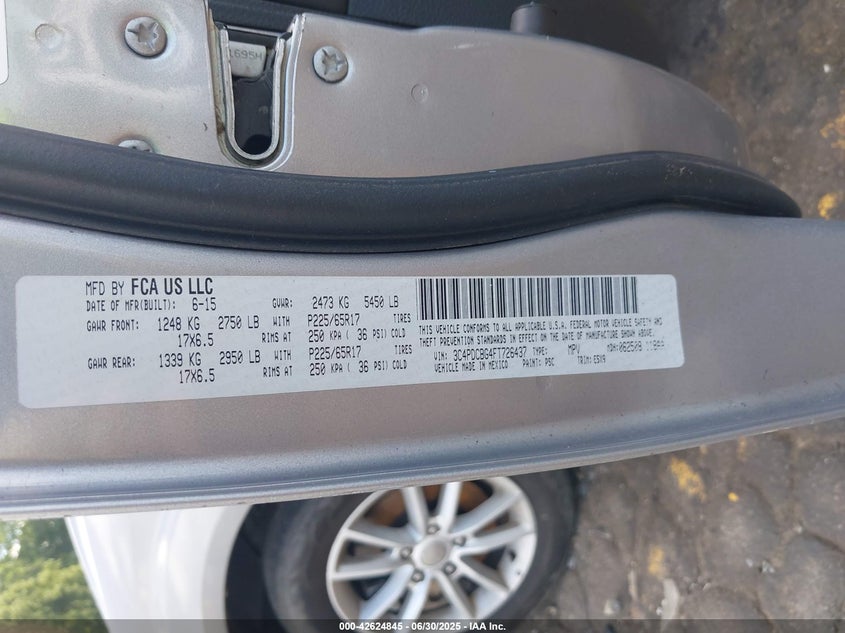 1695H
MFD BY FCA US LLC
DATE OF MFR(BUILT): 6-15 GVWR: 2473 KG 5450 LB
GAWR FRONT: 1248 KG 2750 LB WITH P225/65R17 TIRES
17X6.5 RIMS AT 250 KPA ( 36 PSI) COLD
GAWR REAR: 1339 KG 2950 LB WITH P225/65R17 TIRES
17X6.5 RIMS AT 250 KPA ( 36 PSI) COLD
THIS VEHICLE CONFORMS TO ALL APPLICABLE U.S.A. FEDERAL MOTOR VEHICLE SAFETY AND
THEFT PREVENTION STANDARDS IN EFFECT ON THE DATE OF MANUFACTURE SHOWN ABOVE.
VIN: 3C4PDCBG4FT726437 TYPE: MPV MDH:
VEHICLE MADE IN MEXICO PAINT: PSC TRIM: ESX9
000-42624845 / 06/30/2025 - IAA Inc.